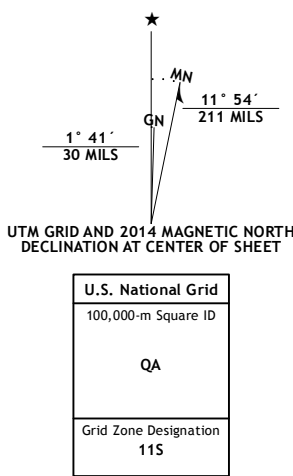 ★
MN
GN
11° 54´
211 MILS
1° 41´
30 MILS
UTM GRID AND 2014 MAGNETIC NORTH
DECLINATION AT CENTER OF SHEET
U.S. National Grid
100,000-m Square ID
QA
Grid Zone Designation
11S